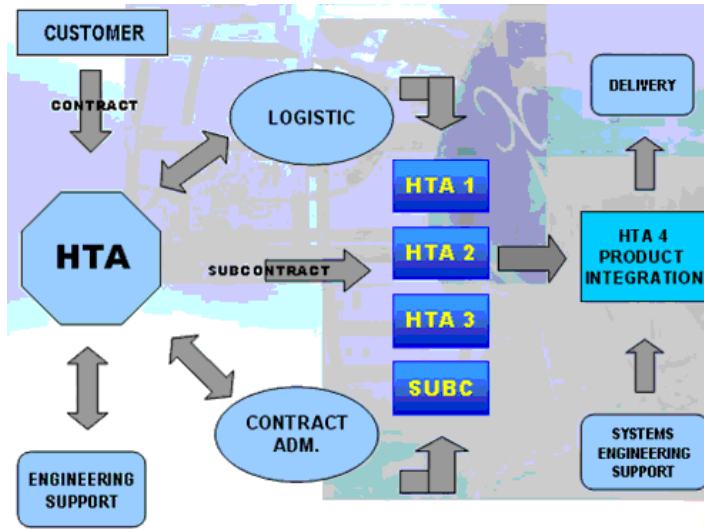 CUSTOMER
CONTRACT
LOGISTIC
DELIVERY
HTA
SUBCONTRACT
HTA 1
HTA 2
HTA 3
SUBC
HTA 4
PRODUCT
INTEGRATION
ENGINEERING
SUPPORT
CONTRACT
ADM.
SYSTEMS
ENGINEERING
SUPPORT